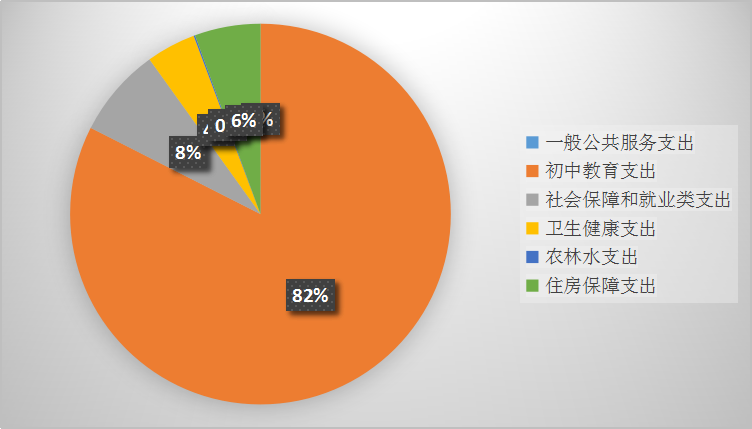 8%
6%
82%
一般公共服务支出
初中教育支出
社会保障和就业类支出
卫生健康支出
农林水支出
住房保障支出